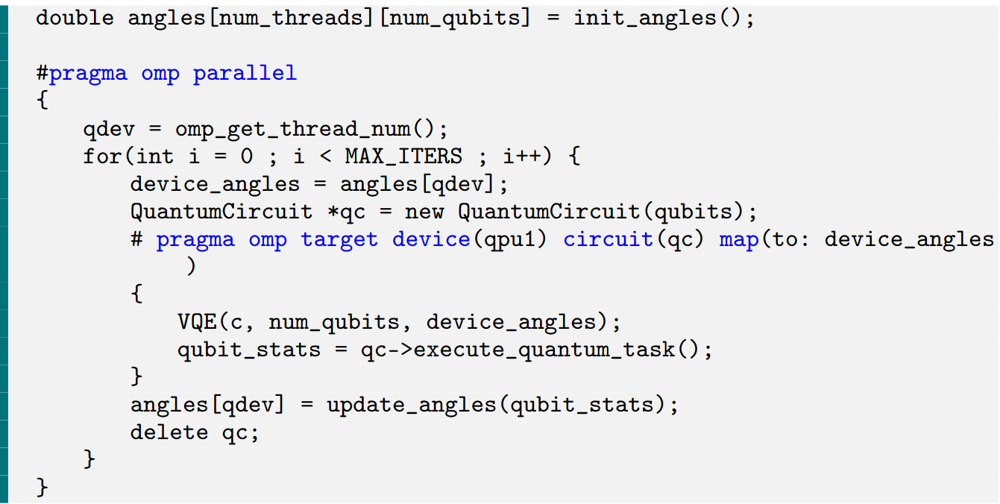 double angles[num_threads][num_qubits] = init_angles();
#pragma omp parallel
{
qdev = omp_get_thread_num();
for(int i = 0 ; i < MAX_ITERS ; i++) {
device_angles = angles[qdev];
QuantumCircuit *qc = new QuantumCircuit(qubits);
# pragma omp target device(qpu1) circuit(qc) map(to: device_angles
)
{
VQE(c, num_qubits, device_angles);
qubit_stats = qc->execute_quantum_task();
}
angles[qdev] = update_angles(qubit_stats);
delete qc;
}
}